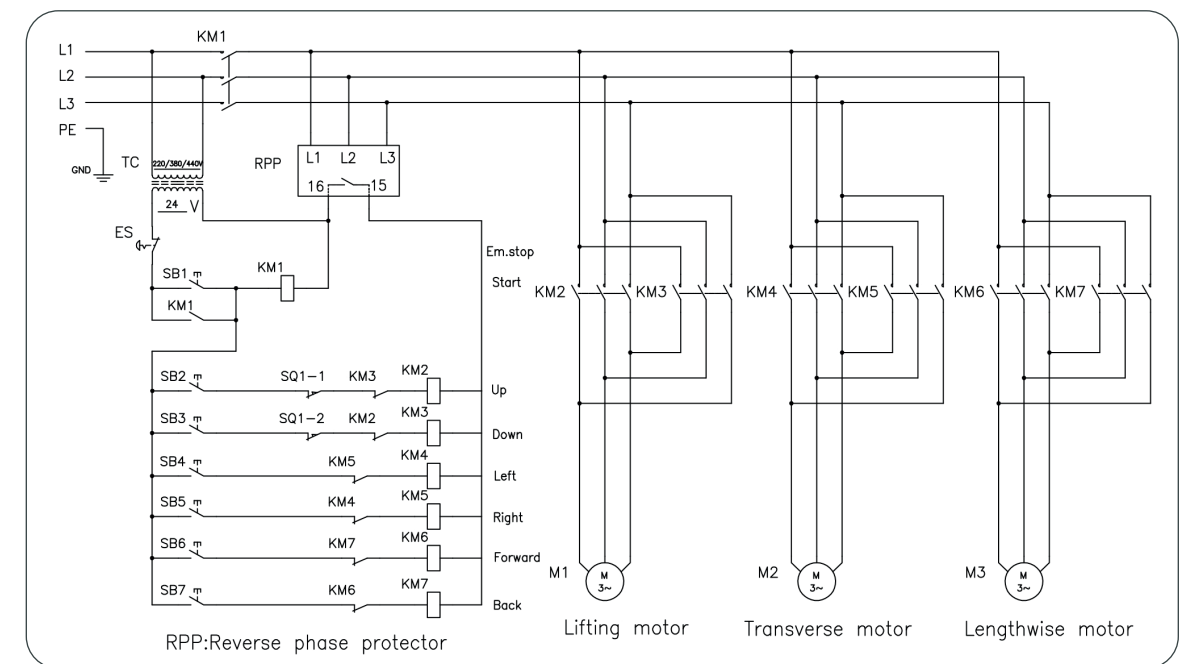 KM1
L1
L2
L3
PE
GND
TC
220/380/440V
24 V
RPP
L1 L2 L3
16 15
ES
Em.stop
SB1
KM1
Start
KM1
KM2 KM3 KM4 KM5 KM6 KM7
SB2 SQ1-1 KM3 KM2 Up
SB3 SQ1-2 KM2 KM3 Down
SB4 KM5 KM4 Left
SB5 KM4 KM5 Right
SB6 KM7 KM6 Forward
SB7 KM6 KM7 Back
M1 M 3~
M2 M 3~
M3 M 3~
Lifting motor
Transverse motor
Lengthwise motor
RPP:Reverse phase protector